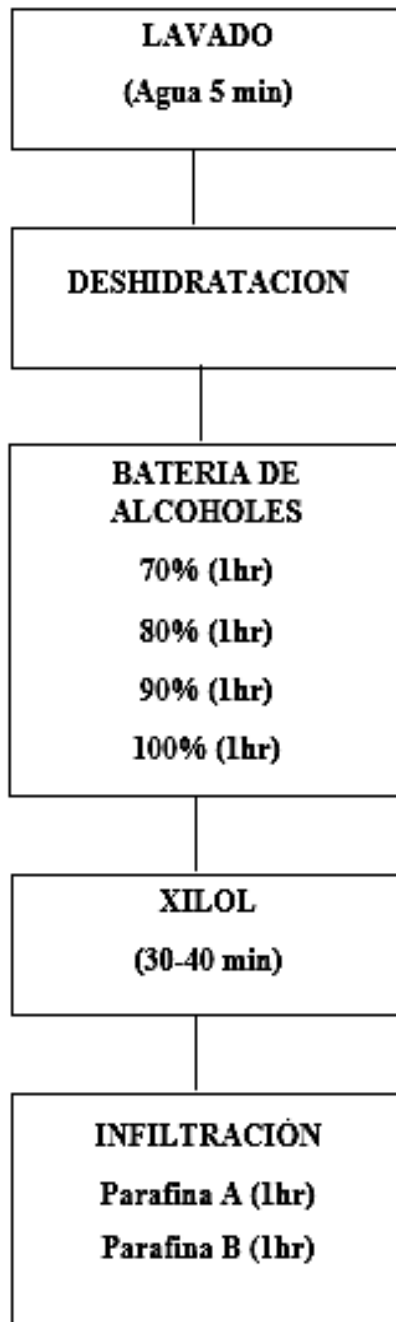 LAVADO
(Agua 5 min)
DESHIDRATACION
BATERIA DE
ALCOHOLES
70% (1hr)
80% (1hr)
90% (1hr)
100% (1hr)
XILOL
(30-40 min)
INFILTRACIÓN
Parafina A (1hr)
Parafina B (1hr)